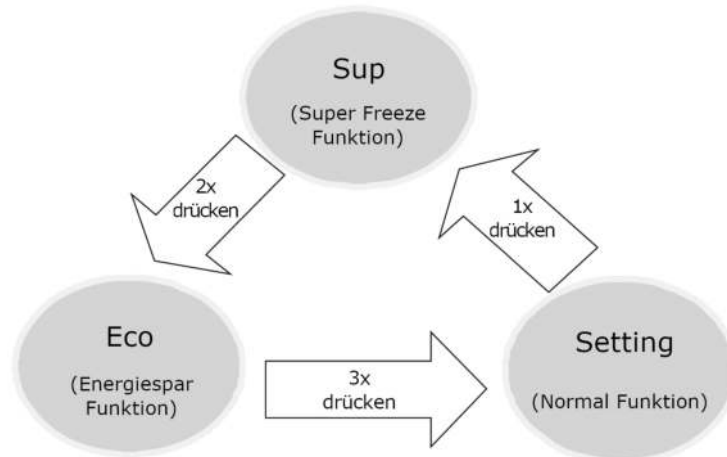 Sup
(Super Freeze
Funktion)
2x
drücken
1x
drücken
Eco
(Energiespar
Funktion)
3x
drücken
Setting
(Normal Funktion)